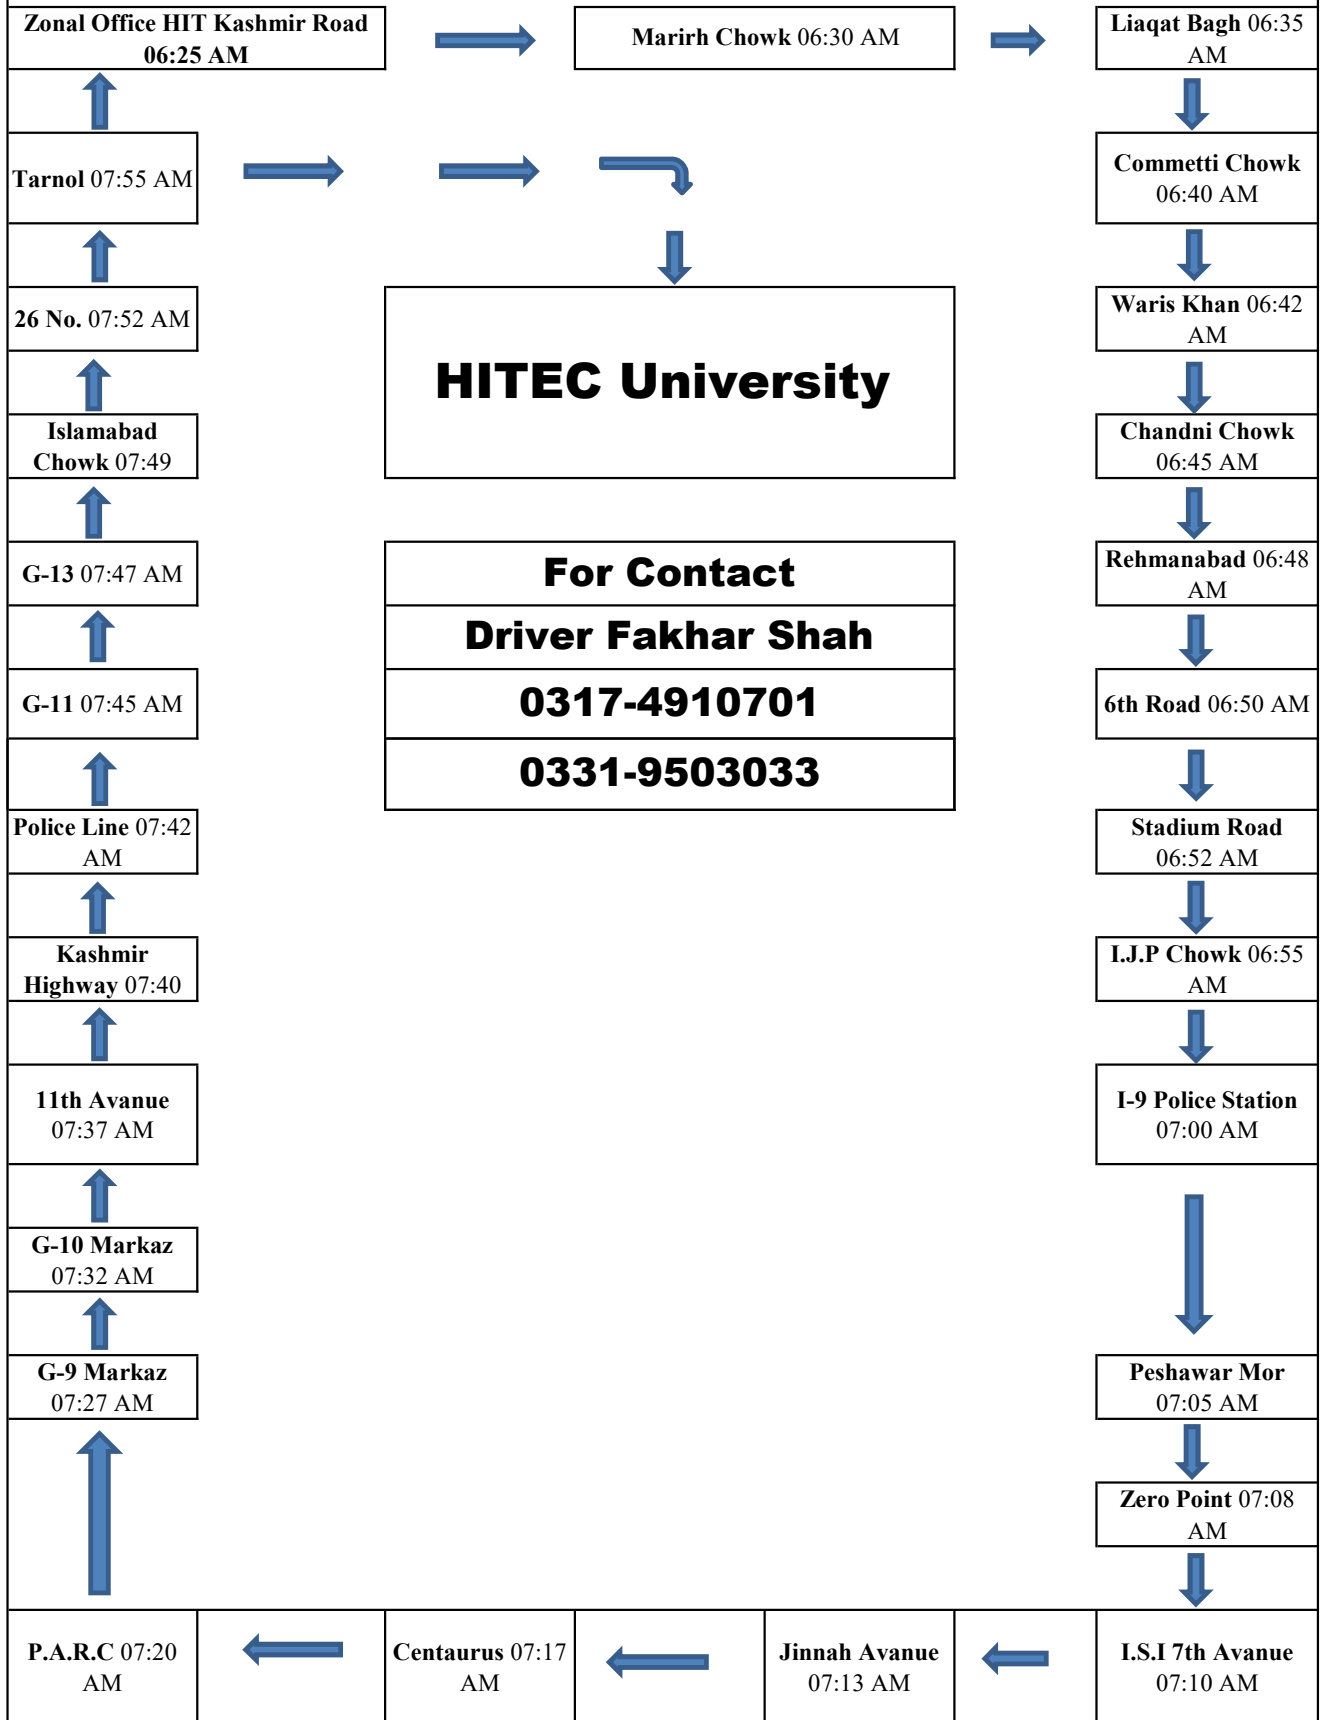 Zonal Office HIT Kashmir Road
06:25 AM
Marirh Chowk 06:30 AM
Liaqat Bagh 06:35
AM
Tarnol 07:55 AM
Commetti Chowk
06:40 AM
26 No. 07:52 AM
HITEC University
Waris Khan 06:42
AM
Islamabad
Chowk 07:49
Chandni Chowk
06:45 AM
G-13 07:47 AM
For Contact
Rehmanabad 06:48
AM
Driver Fakhar Shah
G-11 07:45 AM
0317-4910701
6th Road 06:50 AM
0331-9503033
Police Line 07:42
AM
Stadium Road
06:52 AM
Kashmir
Highway 07:40
I.J.P Chowk 06:55
AM
11th Avanue
07:37 AM
I-9 Police Station
07:00 AM
G-10 Markaz
07:32 AM
G-9 Markaz
07:27 AM
Peshawar Mor
07:05 AM
Zero Point 07:08
AM
P.A.R.C 07:20
AM
Centaurus 07:17
AM
Jinnah Avanue
07:13 AM
I.S.I 7th Avanue
07:10 AM